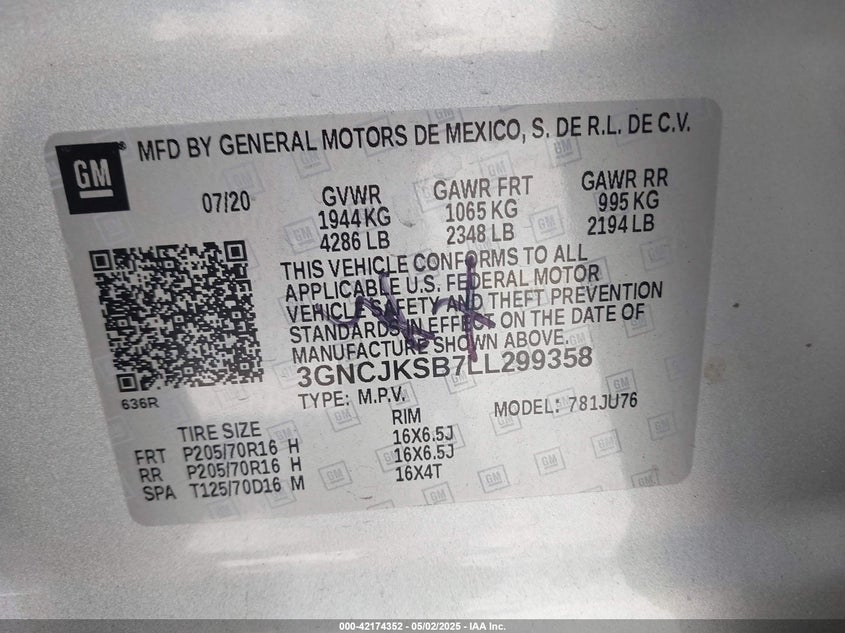 GM
MFD BY GENERAL MOTORS DE MEXICO, S. DE R.L. DE C.V.
07/20
GVWR
1944 KG
4286 LB
GAWR FRT
1065 KG
2348 LB
GAWR RR
995 KG
2194 LB
THIS VEHICLE CONFORMS TO ALL
APPLICABLE U.S. FEDERAL MOTOR
VEHICLE SAFETY AND THEFT PREVENTION
STANDARDS IN EFFECT ON THE DATE OF
MANUFACTURE SHOWN ABOVE.
3GNCJKSB7LL299358
636R
TYPE: M.P.V.
MODEL: 781JU76
TIRE SIZE RIM
FRT P205/70R16 H 16X6.5J
RR P205/70R16 H 16X6.5J
SPA T125/70D16 M 16X4T
000-42174352 - 05/02/2025 - IAA Inc.